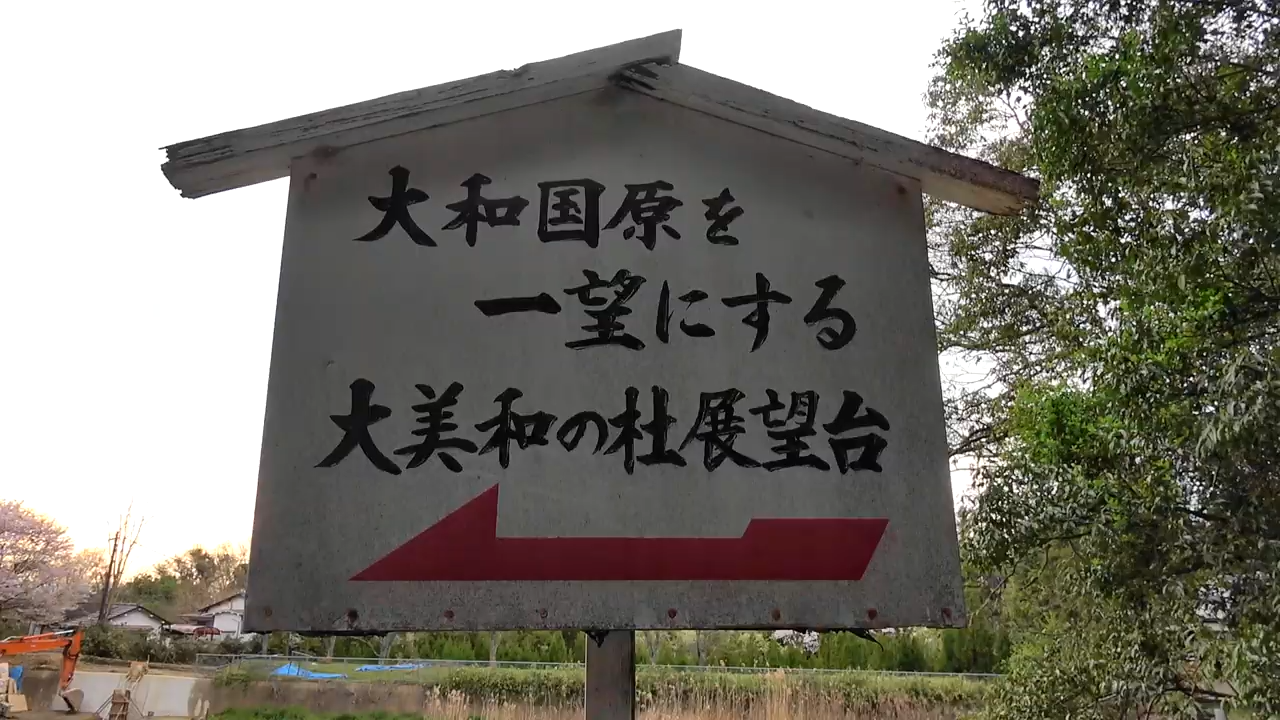 大和国原を
一望にする
大美和の杜展望台